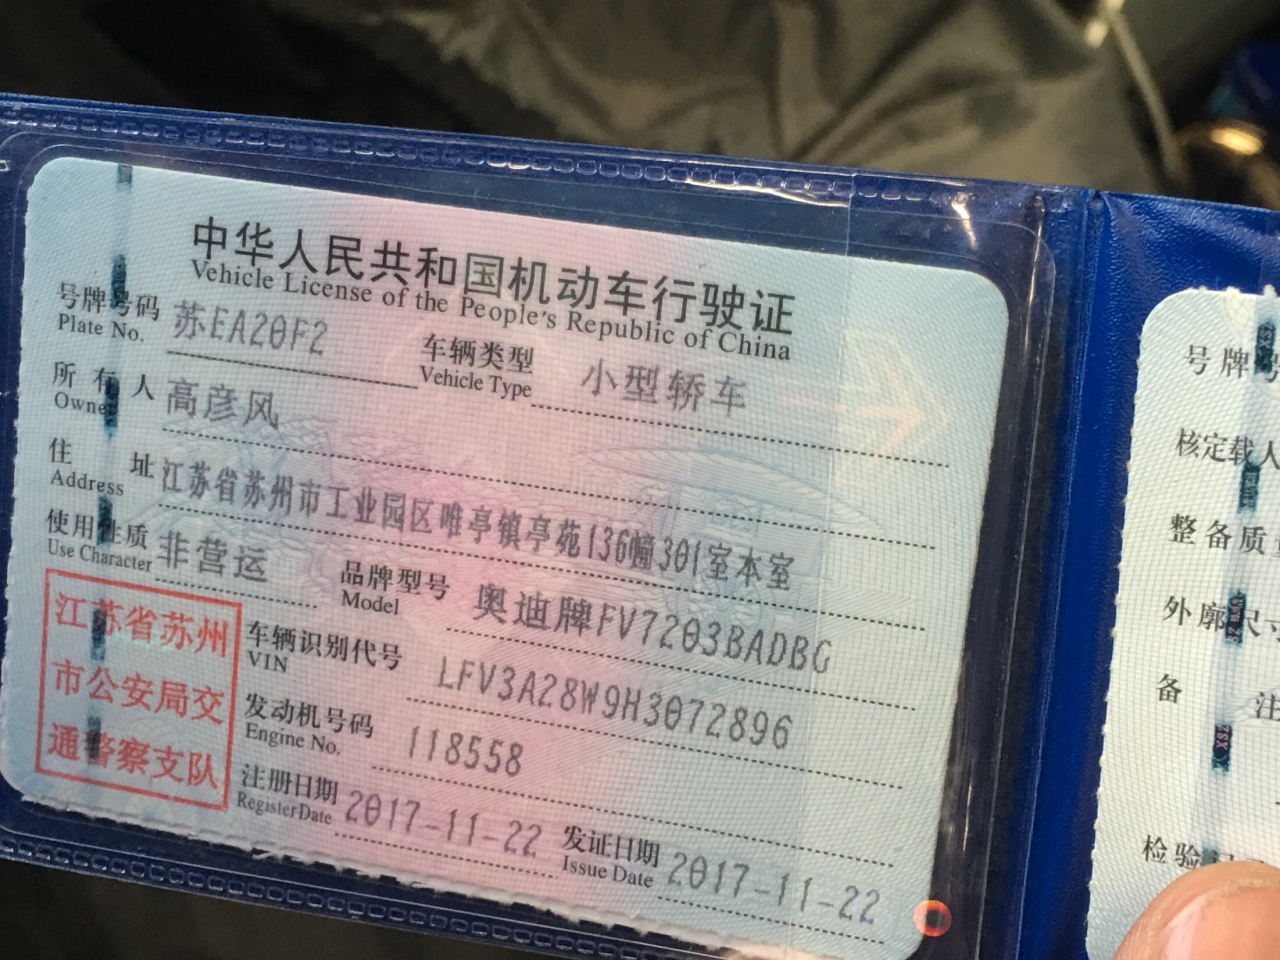 中华人民共和国机动车行驶证
Vehicle License of the People's Republic of China
号牌号码 苏EA20F2 车辆类型 小型轿车
Plate No. Vehicle Type
所有人 高彦风
Owner
住址 江苏省苏州市工业园区唯亭镇亭苑136幢301室本室
Address
使用性质 非营运 品牌型号 奥迪牌FV7203BADBG
Use Character Model
江苏省苏州
市公安局交
通警察支队
车辆识别代号 LFV3A28W9H3072896
VIN
发动机号码 118558
Engine No.
注册日期 2017-11-22 发证日期 2017-11-22
Register Date Issue Date
号牌号
核定载人
整备质
外廓尺寸
备注
检验